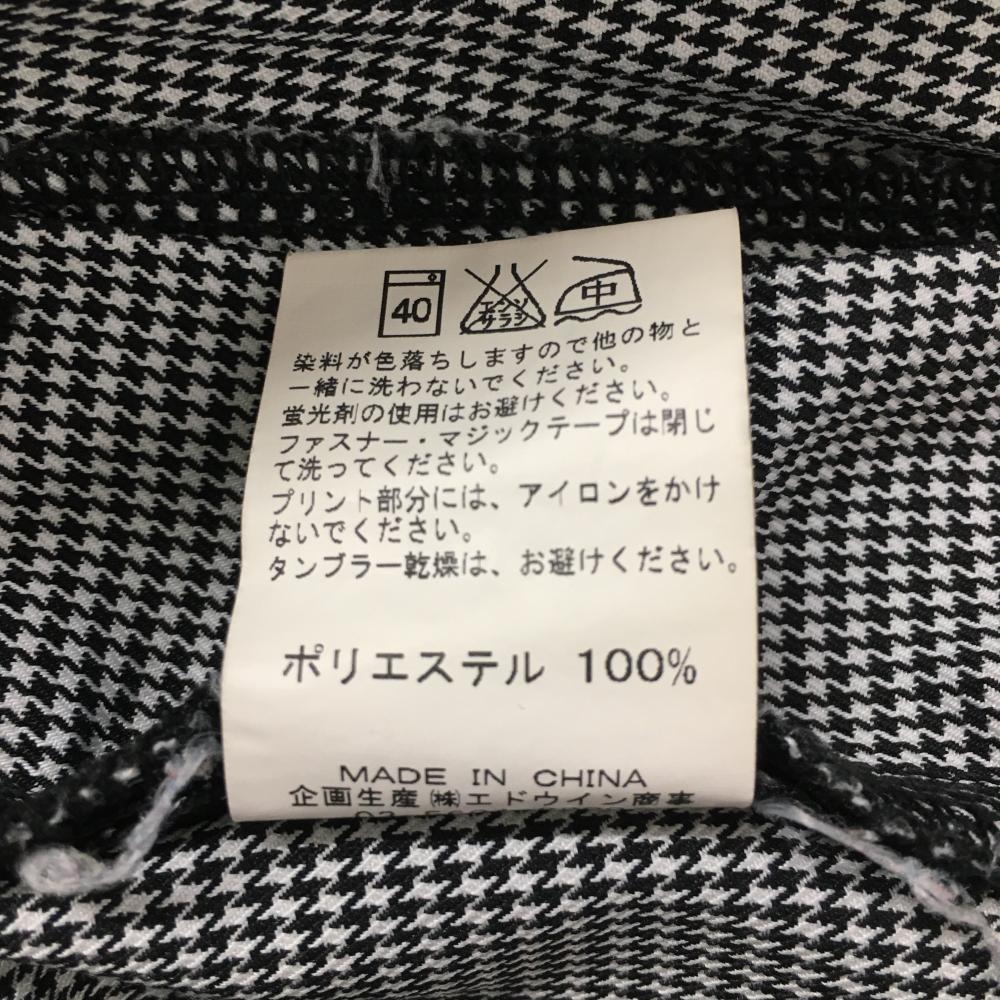 40 エンソ 中
サラシ
染料が色落ちしますので他の物と
一緒に洗わないでください。
蛍光剤の使用はお避けください。
ファスナー・マジックテープは閉じ
て洗ってください。
プリント部分には、アイロンをかけ
ないでください。
タンブラー乾燥は、お避けください。
ポリエステル 100%
MADE IN CHINA
企画生産 ㈱エドウイン商事